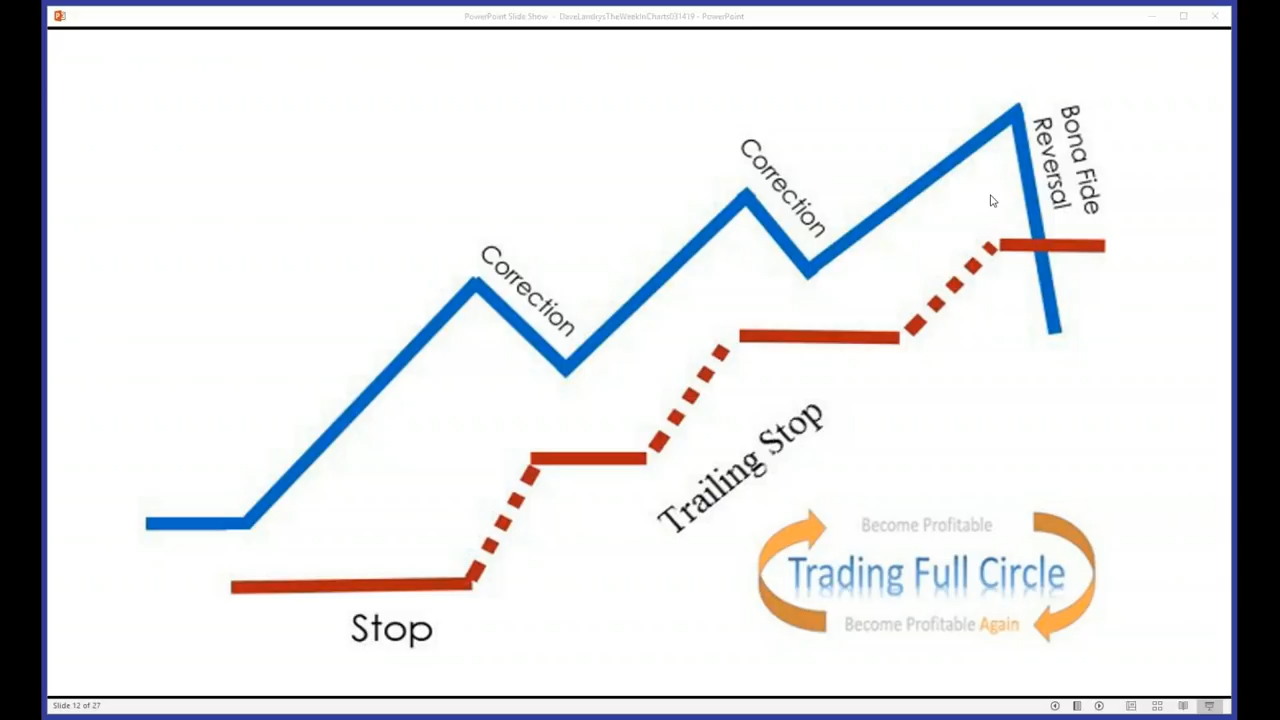 PowerPoint Slide Show - DaveLandrysTheWeekInCharts031419 - PowerPoint
Correction
Correction
Bona Fide
Reversal
Trailing Stop
Stop
Become Profitable
Trading Full Circle
Become Profitable Again
Slide 12 of 27